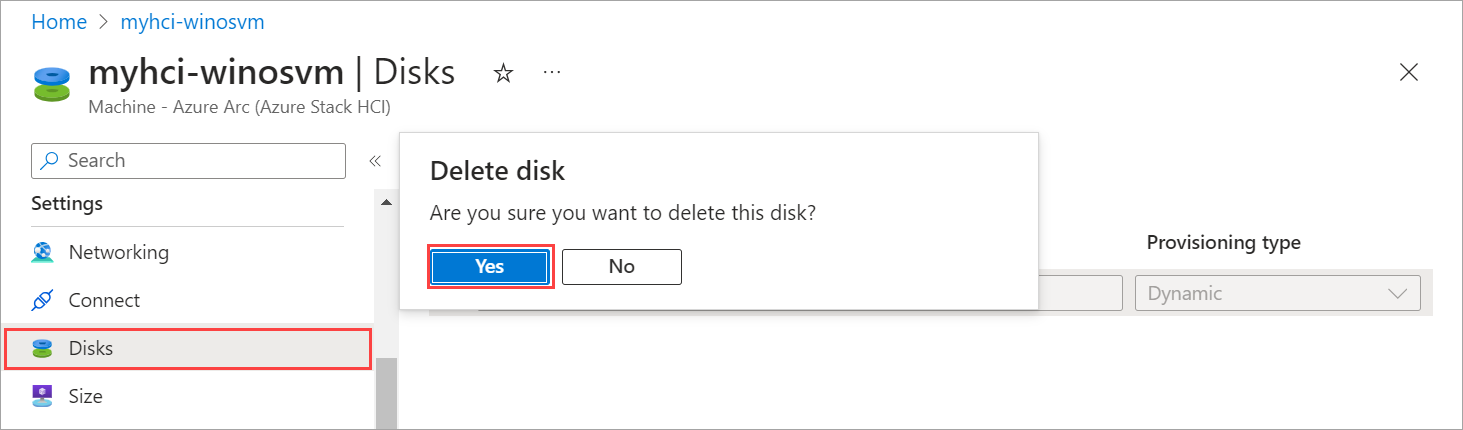 Home > myhci-winosvm
myhci-winosvm | Disks
Machine - Azure Arc (Azure Stack HCI)
Search
Settings
Networking
Connect
Disks
Size
Delete disk
Are you sure you want to delete this disk?
Yes No
Provisioning type
Dynamic